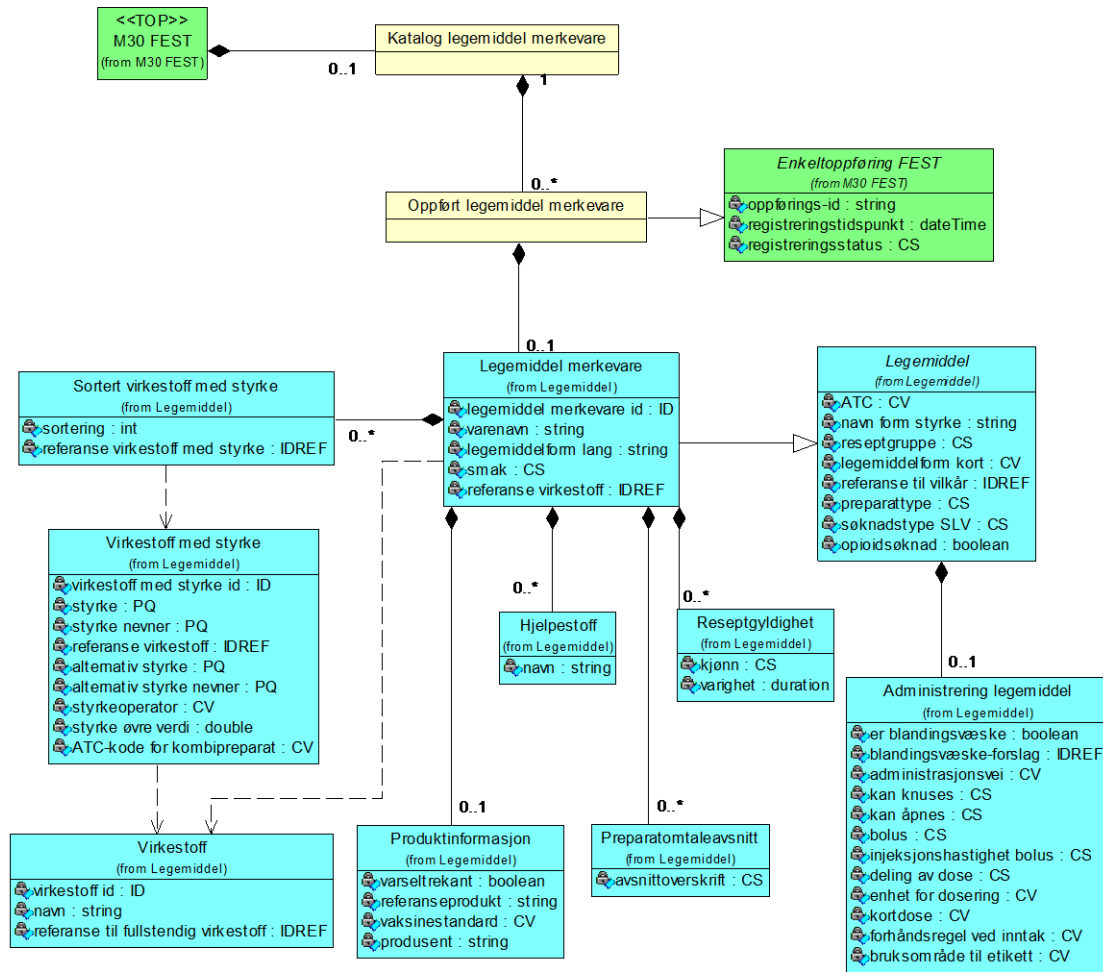 <<TOP>>
M30 FEST
(from M30 FEST)
0..1
Katalog legemiddel merkevare
1
0..*
Oppført legemiddel merkevare
Enkeltoppføring FEST
(from M30 FEST)
oppførings-id : string
registreringstidspunkt : dateTime
registreringsstatus : CS
0..1
Sortert virkestoff med styrke
(from Legemiddel)
sortering : int
referanse virkestoff med styrke : IDREF
0..*
Legemiddel merkevare
(from Legemiddel)
legemiddel merkevare id : ID
varenavn : string
legemiddelform lang : string
smak : CS
referanse virkestoff : IDREF
Legemiddel
(from Legemiddel)
ATC : CV
navn form styrke : string
reseptgruppe : CS
legemiddelform kort : CV
referanse til vilkår : IDREF
preparattype : CS
søknadstype SLV : CS
opioidsøknad : boolean
Virkestoff med styrke
(from Legemiddel)
virkestoff med styrke id : ID
styrke : PQ
styrke nevner : PQ
referanse virkestoff : IDREF
alternativ styrke : PQ
alternativ styrke nevner : PQ
styrkeoperator : CV
styrke øvre verdi : double
ATC-kode for kombipreparat : CV
0..*
Hjelpestoff
(from Legemiddel)
navn : string
0..*
Reseptgyldighet
(from Legemiddel)
kjønn : CS
varighet : duration
0..1
Administrering legemiddel
(from Legemiddel)
er blandingsvæske : boolean
blandingsvæske-forslag : IDREF
administrasjonsvei : CV
kan knuses : CS
kan åpnes : CS
bolus : CS
injeksjonshastighet bolus : CS
deling av dose : CS
enhet for dosering : CV
kortdose : CV
forhåndsregel ved inntak : CV
bruksområde til etikett : CV
Virkestoff
(from Legemiddel)
virkestoff id : ID
navn : string
referanse til fullstendig virkestoff : IDREF
0..1
Produktinformasjon
(from Legemiddel)
varseltrekant : boolean
referanseprodukt : string
vaksinestandard : CV
produsent : string
0..*
Preparatomtaleavsnitt
(from Legemiddel)
avsnittoverskrift : CS